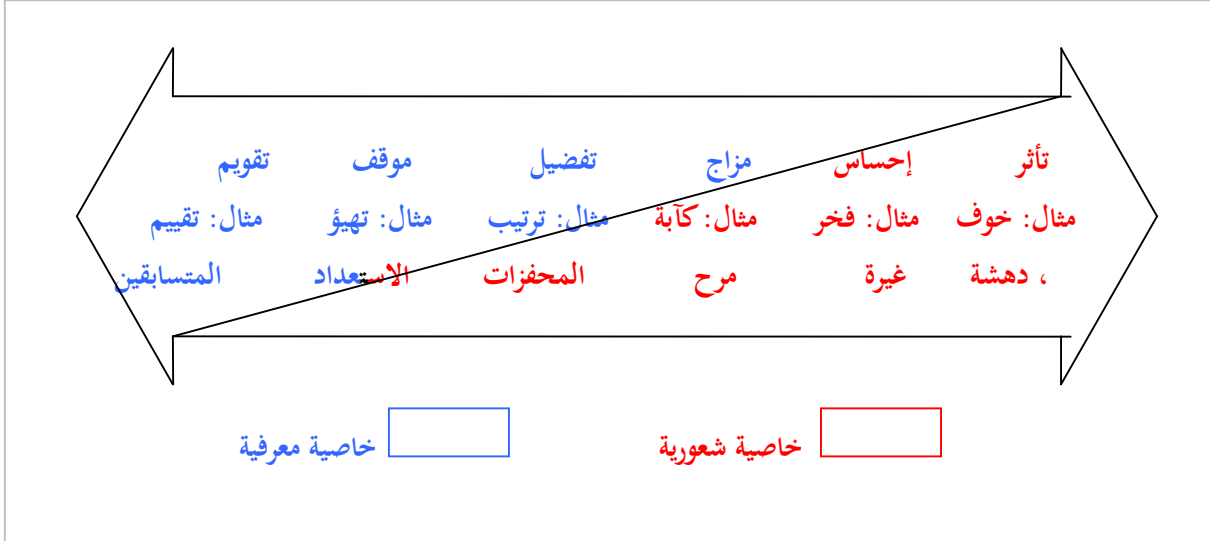 تأثر إحساس مزاج تفضيل موقف تقويم
مثال: خوف مثال: فخر مثال: كآبة مثال: ترتيب مثال: تهيؤ مثال: تقييم
، دهشة غيرة مرح المحفزات الاستعداد المتسابقين
خاصية شعورية خاصية معرفية